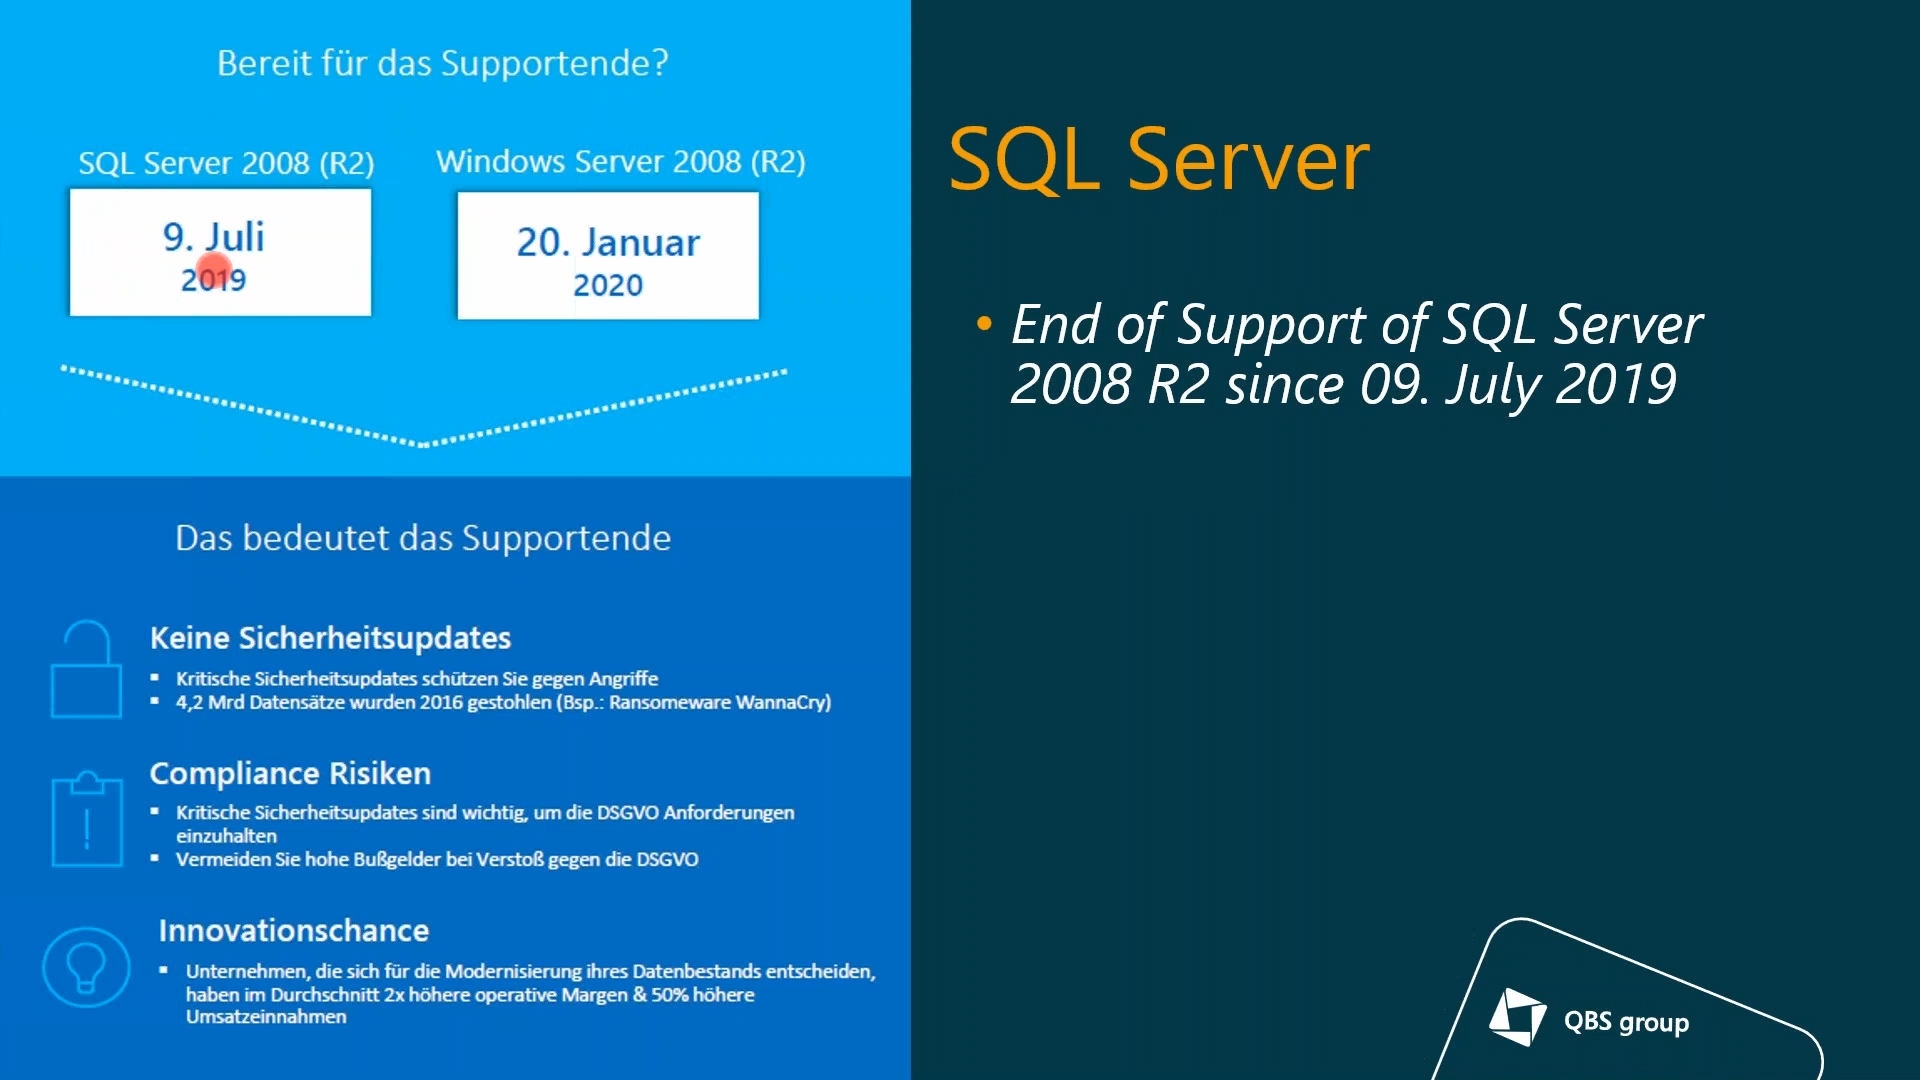 Bereit für das Supportende?
SQL Server 2008 (R2)
9. Juli
2019
Windows Server 2008 (R2)
20. Januar
2020
Das bedeutet das Supportende
Keine Sicherheitsupdates
▪ Kritische Sicherheitsupdates schützen Sie gegen Angriffe
▪ 4,2 Mrd Datensätze wurden 2016 gestohlen (Bsp.: Ransomeware WannaCry)
Compliance Risiken
▪ Kritische Sicherheitsupdates sind wichtig, um die DSGVO Anforderungen
einzuhalten
▪ Vermeiden Sie hohe Bußgelder bei Verstoß gegen die DSGVO
Innovationschance
▪ Unternehmen, die sich für die Modernisierung ihres Datenbestands entscheiden,
haben im Durchschnitt 2x höhere operative Margen & 50% höhere
Umsatzeinnahmen
SQL Server
• End of Support of SQL Server
2008 R2 since 09. July 2019
QBS group